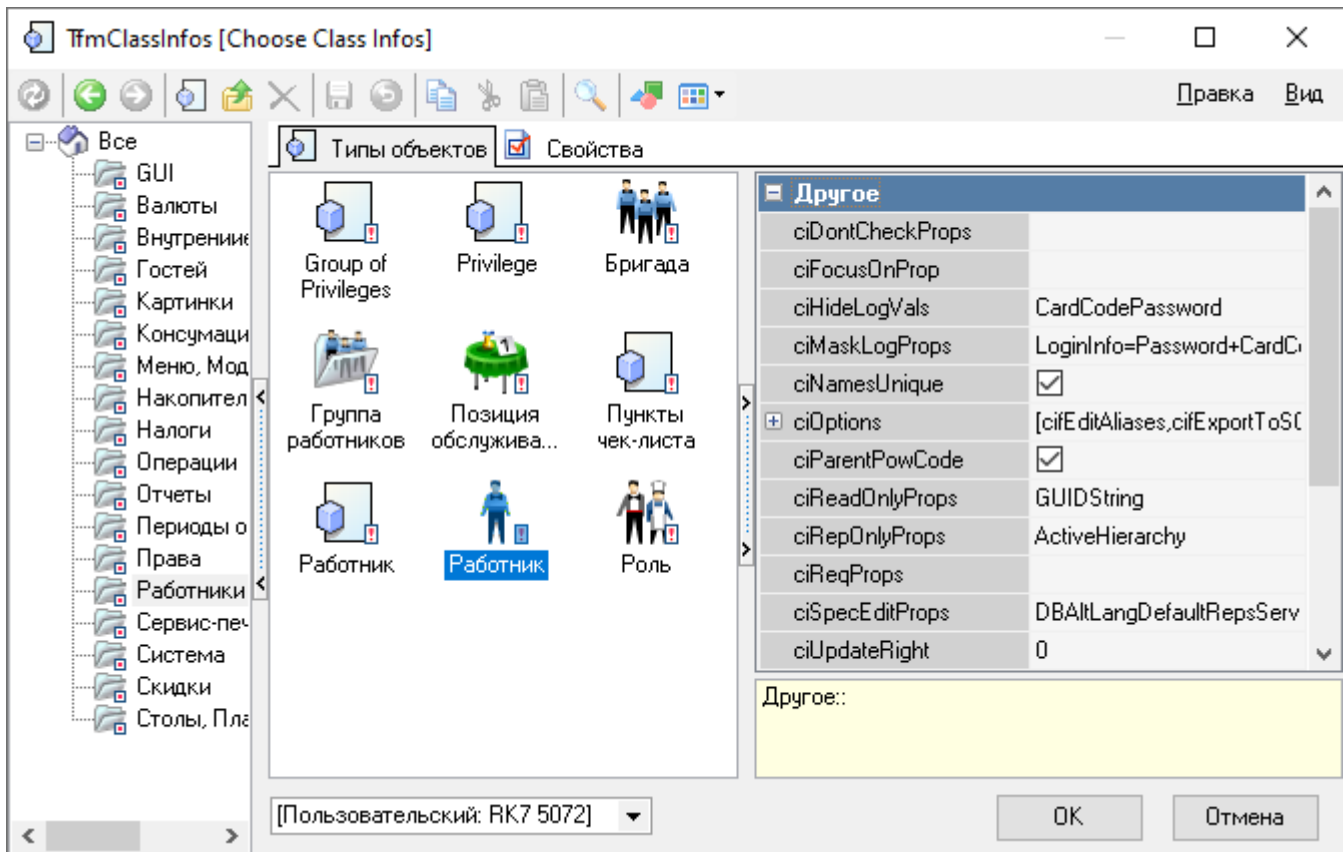 TfmClassInfos [Choose Class Infos]
Правка Вид
Все
GUI
Валюты
Внутренние
Гостей
Картинки
Консумаци
Меню, Мод
Накопител
Налоги
Операции
Отчеты
Периоды о
Права
Работники
Сервис-печ
Система
Скидки
Столы, Пла
Типы объектов Свойства
Group of Privileges
Privilege
Бригада
Группа работников
Позиция обслужива...
Пункты чек-листа
Работник
Работник
Роль
Другое
ciDontCheckProps
ciFocusOnProp
ciHideLogVals CardCodePassword
ciMaskLogProps LoginInfo=Password+CardCo
ciNamesUnique
ciOptions [cifEditAliases,cifExportToSQ
ciParentPowCode
ciReadOnlyProps GUIDString
ciRepOnlyProps ActiveHierarchy
ciReqProps
ciSpecEditProps DBAltLangDefaultRepsServ
ciUpdateRight 0
Другое::
[Пользовательский: RK7 5072]
OK Отмена